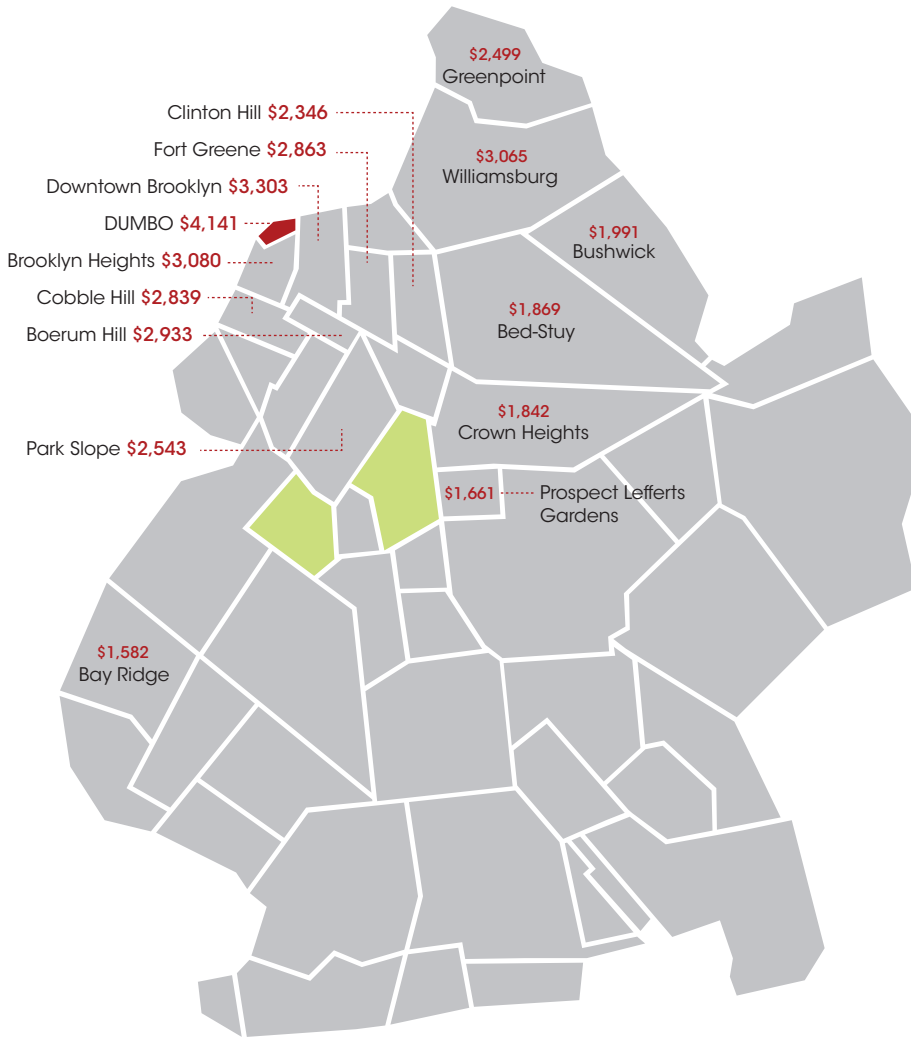 $2,499
Greenpoint
Clinton Hill $2,346
Fort Greene $2,863
$3,065
Williamsburg
Downtown Brooklyn $3,303
DUMBO $4,141
$1,991
Bushwick
Brooklyn Heights $3,080
Cobble Hill $2,839
$1,869
Bed-Stuy
Boerum Hill $2,933
$1,842
Crown Heights
Park Slope $2,543
$1,661 Prospect Lefferts
Gardens
$1,582
Bay Ridge